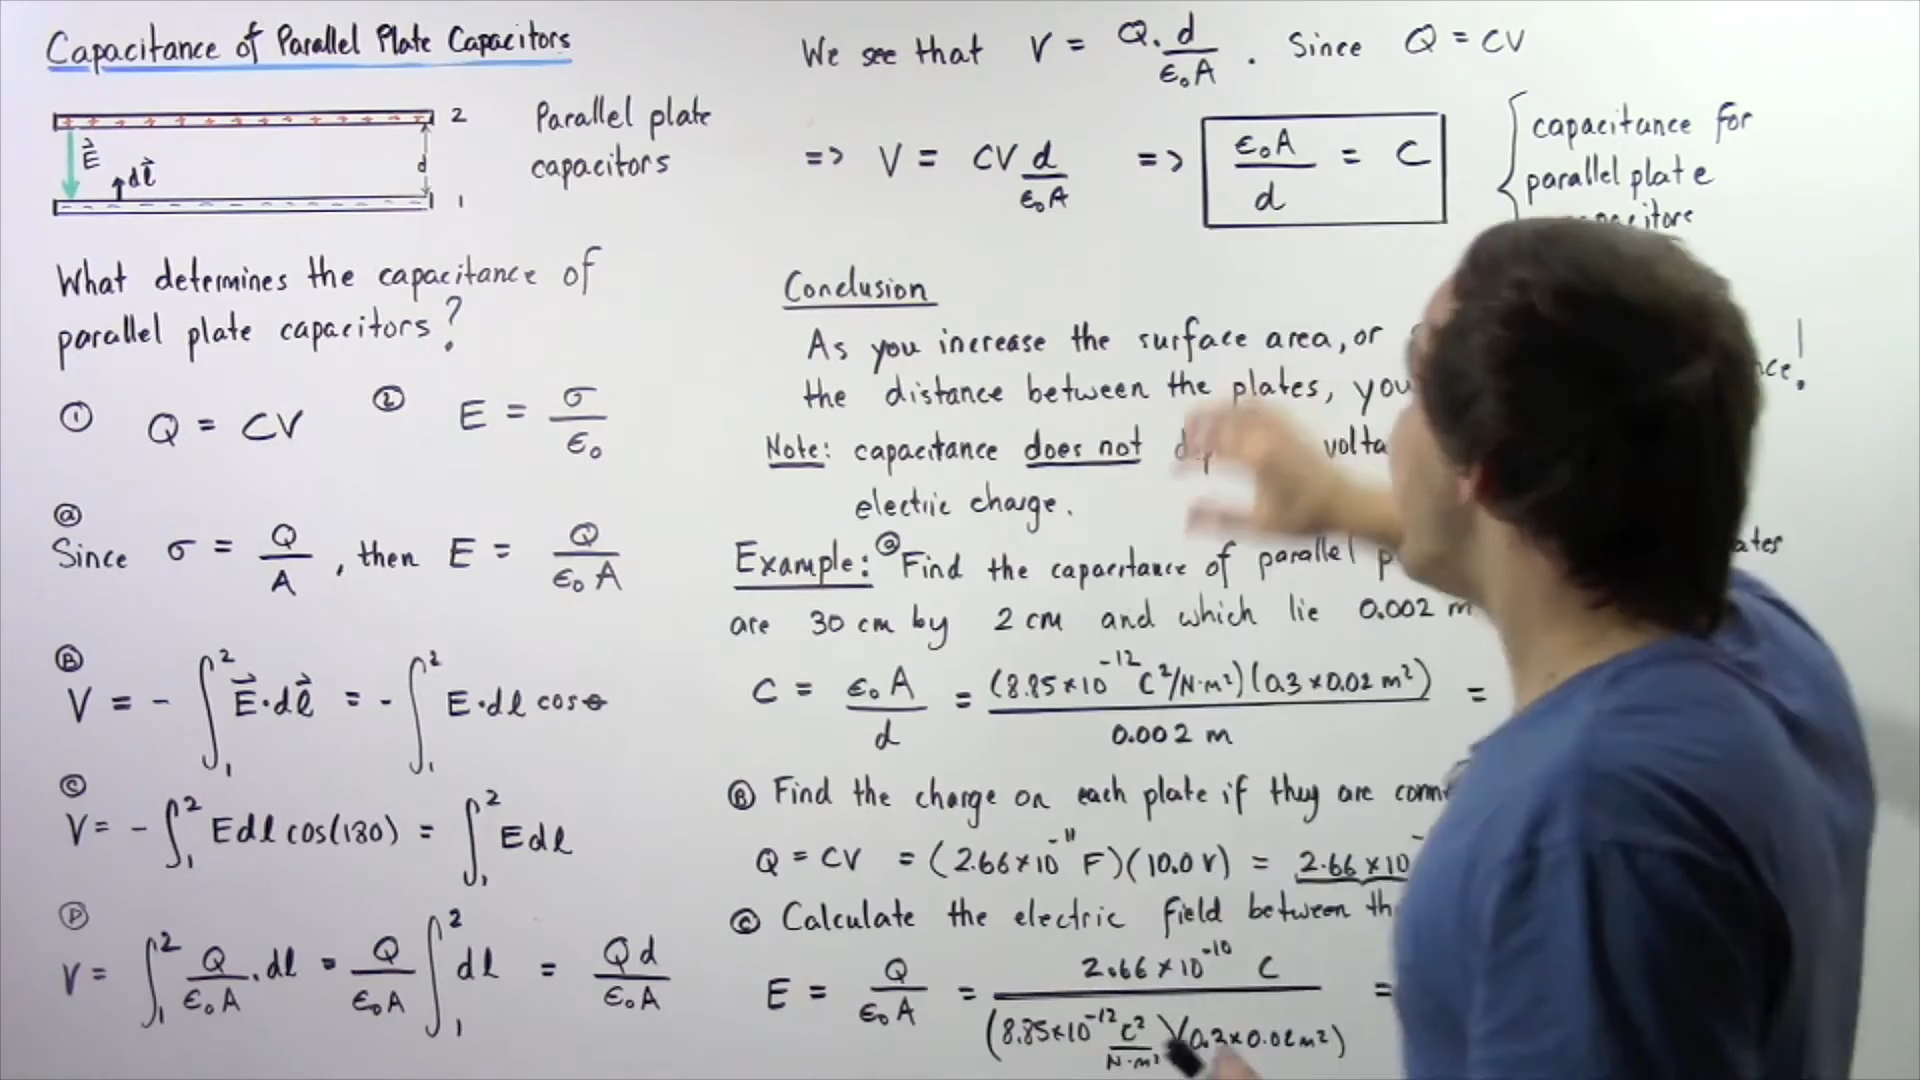 Capacitance of Parallel Plate Capacitors
+ + + + + + + + + + + + + 2
Parallel plate
capacitors
E⃗
dl⃗
d
1
What determines the capacitance of
parallel plate capacitors?
① Q = CV ② E = σ/ε₀
ⓐ
Since σ = Q/A , then E = Q/(ε₀A)
Ⓑ
V = - ∫₁² E⃗·dl⃗ = - ∫₁² E·dl cosθ
Ⓒ
V = - ∫₁² Edl cos(180) = ∫₁² Edl
Ⓓ
V = ∫₁² Q/(ε₀A) · dl = Q/(ε₀A) ∫₁² dl = Qd/(ε₀A)
We see that V = Q·d/(ε₀A) . Since Q = CV
=> V = CV d/(ε₀A) => ε₀A/d = C
capacitance for
parallel plate
Conclusion
As you increase the surface area, or
the distance between the plates, you
Note: capacitance does not
electric charge.
Example: ⓐ Find the capacitance of parallel
are 30 cm by 2 cm and which lie 0.002 m
C = ε₀A/d = (8.85×10⁻¹² C²/N·m²)(0.3×0.02 m²)/0.002 m =
Ⓑ Find the charge on each plate if they are
Q = CV = (2.66×10⁻¹¹ F)(10.0 V) = 2.66×10
Ⓒ Calculate the electric field between
E = Q/(ε₀A) = 2.66×10⁻¹⁰ C/(8.85×10⁻¹² C²/N·m²)(0.3×0.02m²) =